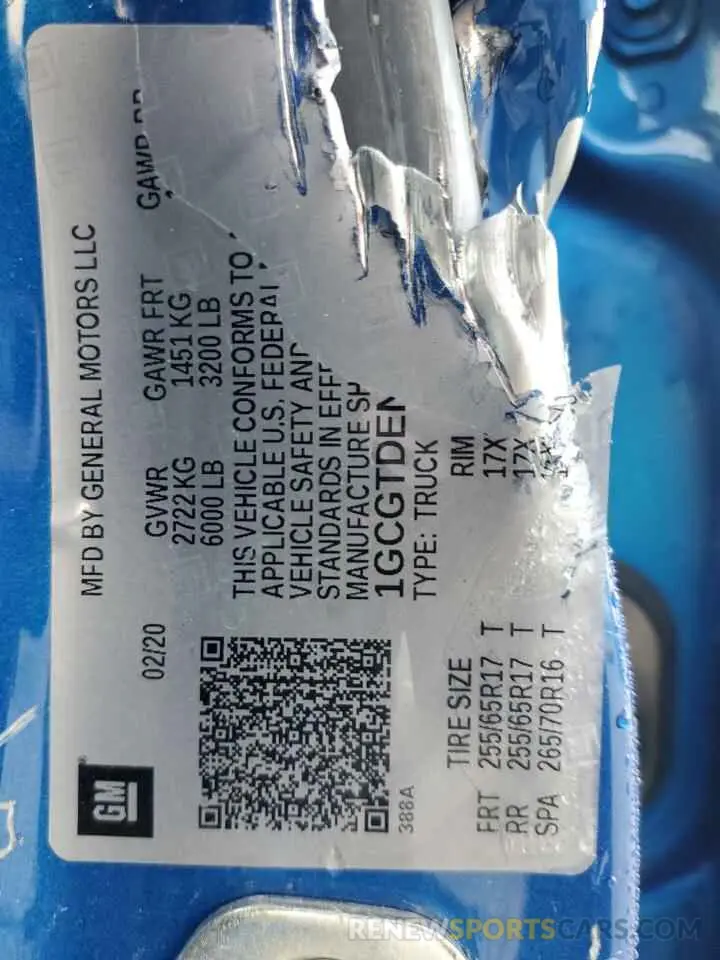 MFD BY GENERAL MOTORS LLC
02/20
GVWR GAWR FRT GAWR RR
2722 KG 1451 KG
6000 LB 3200 LB
THIS VEHICLE CONFORMS TO
APPLICABLE U.S. FEDERAL
VEHICLE SAFETY AND
STANDARDS IN
MANUFACTURE
1GCGTDEN
TYPE: TRUCK
TIRE SIZE RIM
FRT 255/65R17 T 17X
RR 255/65R17 T 17X
SPA 265/70R16 T
GM
388A
RENEWSPORTSCARS.COM